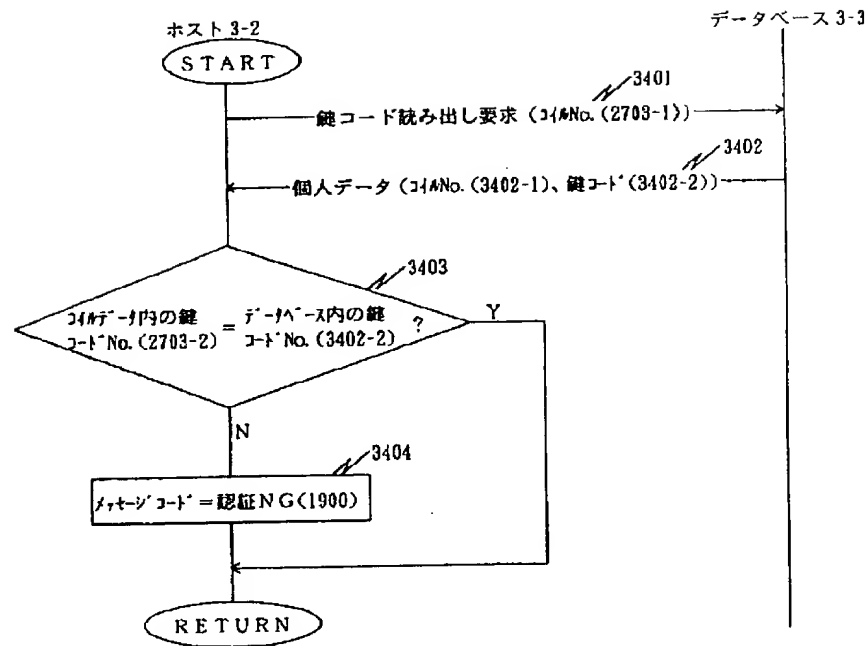 ホスト3-2
データベース3-3
START
3401
鍵コード読み出し要求(コイルNo.(2703-1))
3402
個人データ(コイルNo.(3402-1)、鍵コード(3402-2))
3403
コイルデータ内の鍵 = データベース内の鍵 ?
コードNo.(2703-2) コードNo.(3402-2)
Y
N
3404
メッセージコード=認証NG(1900)
RETURN